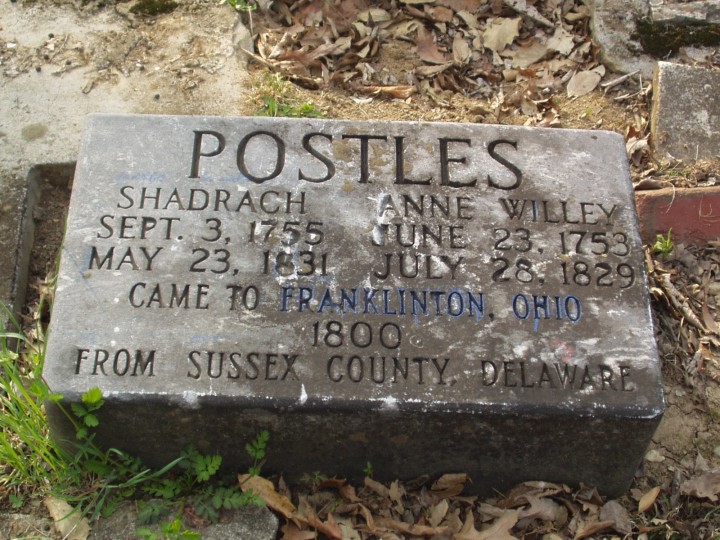 POSTLES
SHADRACH ANNE WILLEY
SEPT. 3, 1755 JUNE 23, 1753
MAY 23, 1831 JULY 28, 1829
CAME TO FRANKLINTON, OHIO
1800
FROM SUSSEX COUNTY, DELAWARE